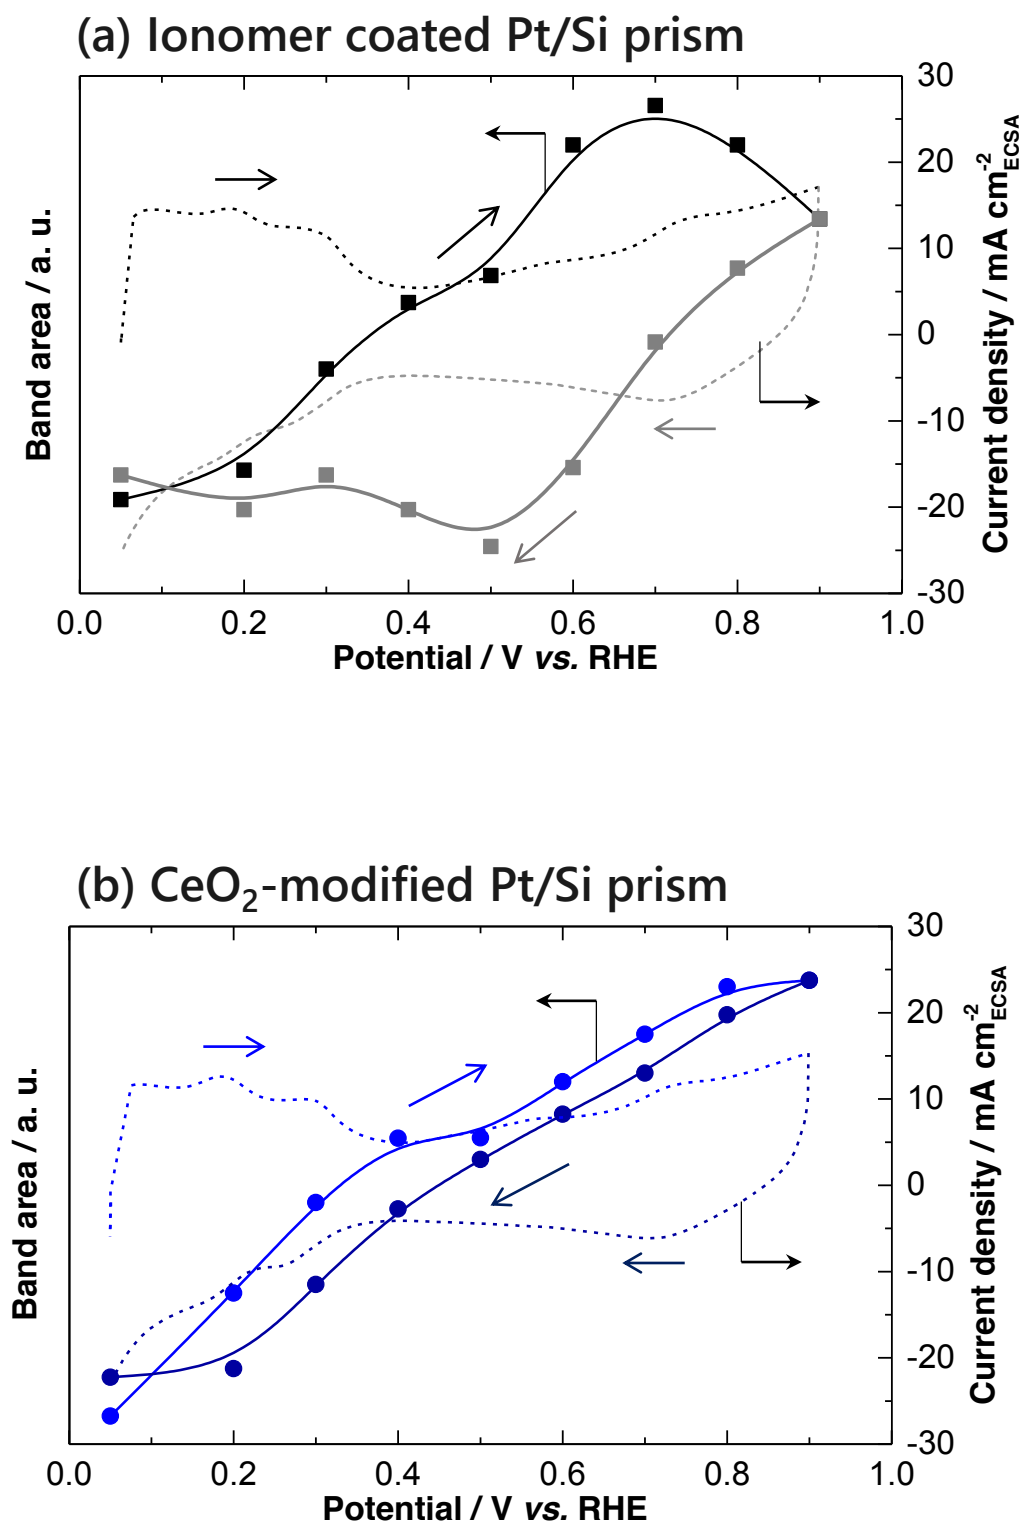 (a) Ionomer coated Pt/Si prism
30
20
10
0
-10
-20
-30
Band area / a. u.
Current density / mA cm⁻²ECSA
0.0 0.2 0.4 0.6 0.8 1.0
Potential / V vs. RHE
(b) CeO₂-modified Pt/Si prism
30
20
10
0
-10
-20
-30
Band area / a. u.
Current density / mA cm⁻²ECSA
0.0 0.2 0.4 0.6 0.8 1.0
Potential / V vs. RHE